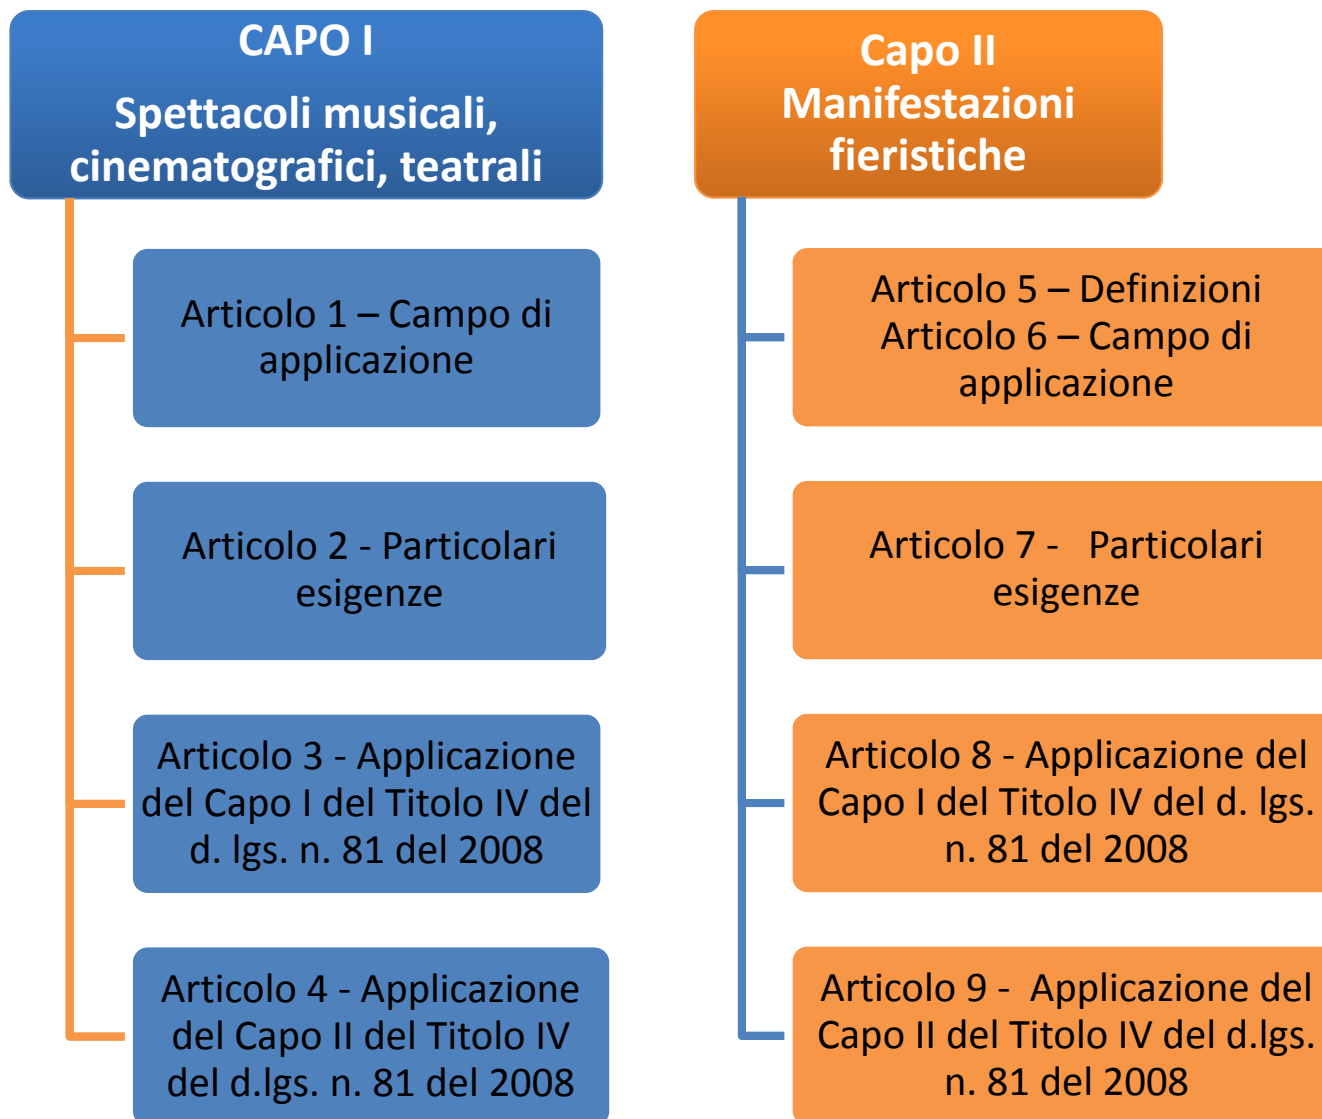 CAPO I
Spettacoli musicali,
cinematografici, teatrali
Articolo 1 – Campo di
applicazione
Articolo 2 - Particolari
esigenze
Articolo 3 - Applicazione
del Capo I del Titolo IV del
d. lgs. n. 81 del 2008
Articolo 4 - Applicazione
del Capo II del Titolo IV
del d.lgs. n. 81 del 2008
Capo II
Manifestazioni
fieristiche
Articolo 5 – Definizioni
Articolo 6 – Campo di
applicazione
Articolo 7 -   Particolari
esigenze
Articolo 8 - Applicazione del
Capo I del Titolo IV del d. lgs.
n. 81 del 2008
Articolo 9 -  Applicazione del
Capo II del Titolo IV del d.lgs.
n. 81 del 2008